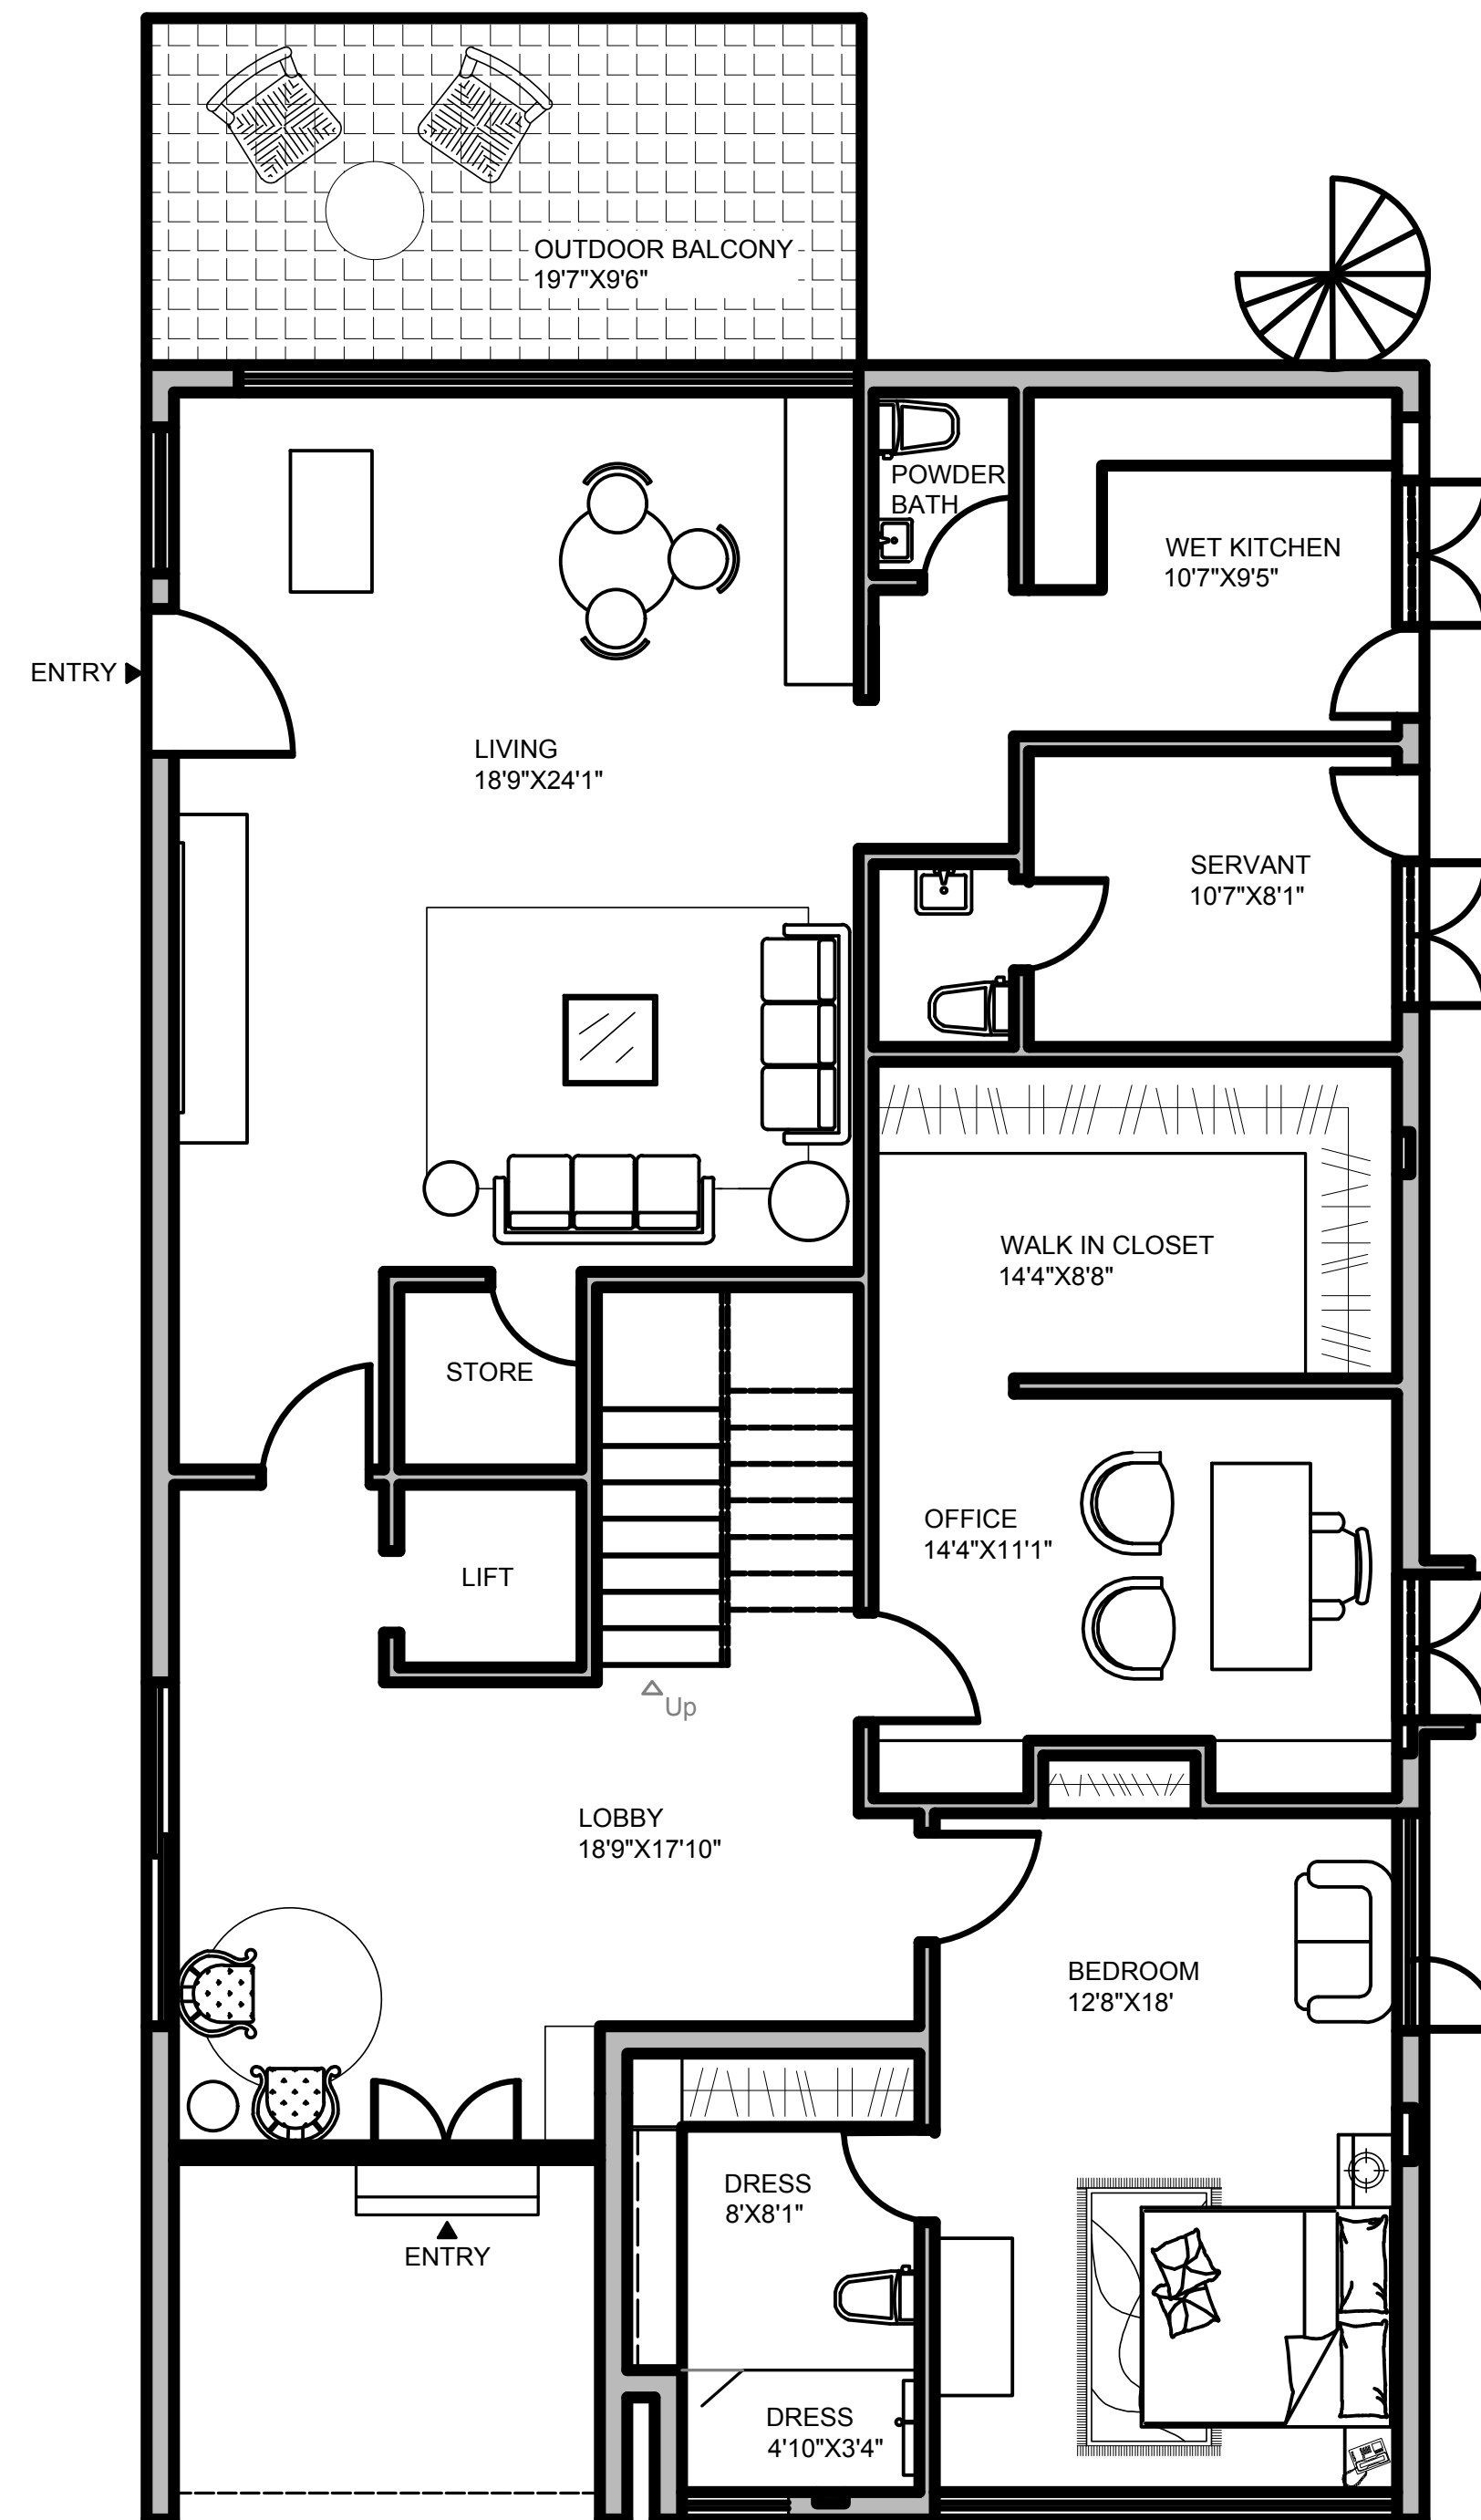 OUTDOOR BALCONY
19'7"X9'6"
POWDER
BATH
WET KITCHEN
10'7"X9'5"
ENTRY
LIVING
18'9"X24'1"
SERVANT
10'7"X8'1"
WALK IN CLOSET
14'4"X8'8"
STORE
OFFICE
14'4"X11'1"
LIFT
Up
LOBBY
18'9"X17'10"
BEDROOM
12'8"X18'
DRESS
8'X8'1"
ENTRY
DRESS
4'10"X3'4"